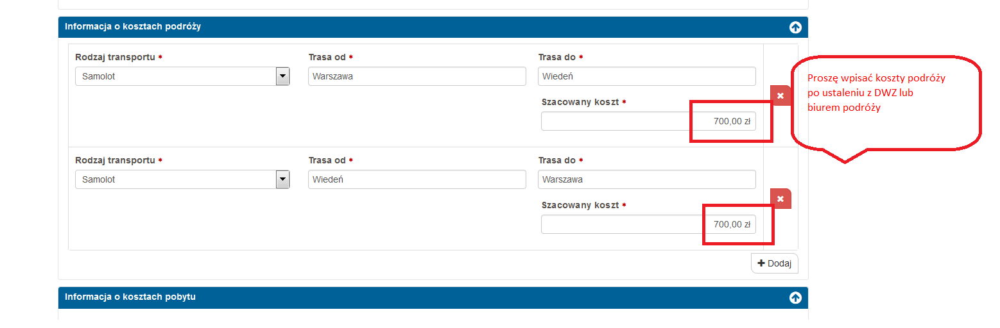 Informacja o kosztach podróży
Rodzaj transportu *
Trasa od *
Trasa do *
Samolot
Warszawa
Wiedeń
Szacowany koszt *
700,00 zł
Proszę wpisać koszty podróży
po ustaleniu z DWZ lub
biurem podróży
Rodzaj transportu *
Trasa od *
Trasa do *
Samolot
Wiedeń
Warszawa
Szacowany koszt *
700,00 zł
Dodaj
Informacja o kosztach pobytu